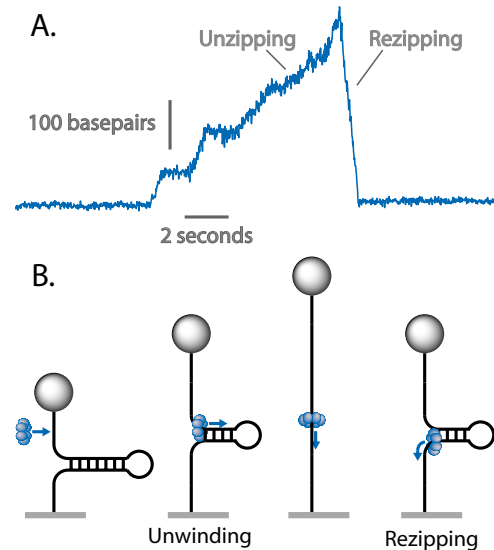 A.
Unzipping
Rezipping
100 basepairs
2 seconds
B.
Unwinding
Rezipping